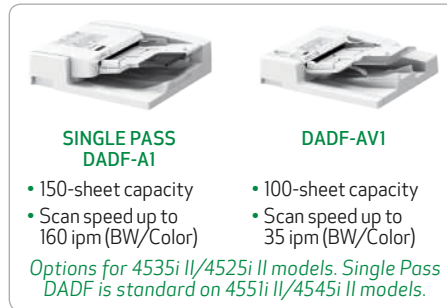 SINGLE PASS
DADF-A1
• 150-sheet capacity
• Scan speed up to
160 ipm (BW/Color)
DADF-AV1
• 100-sheet capacity
• Scan speed up to
35 ipm (BW/Color)
Options for 4535i II/4525i II models. Single Pass
DADF is standard on 4551i II/4545i II models.